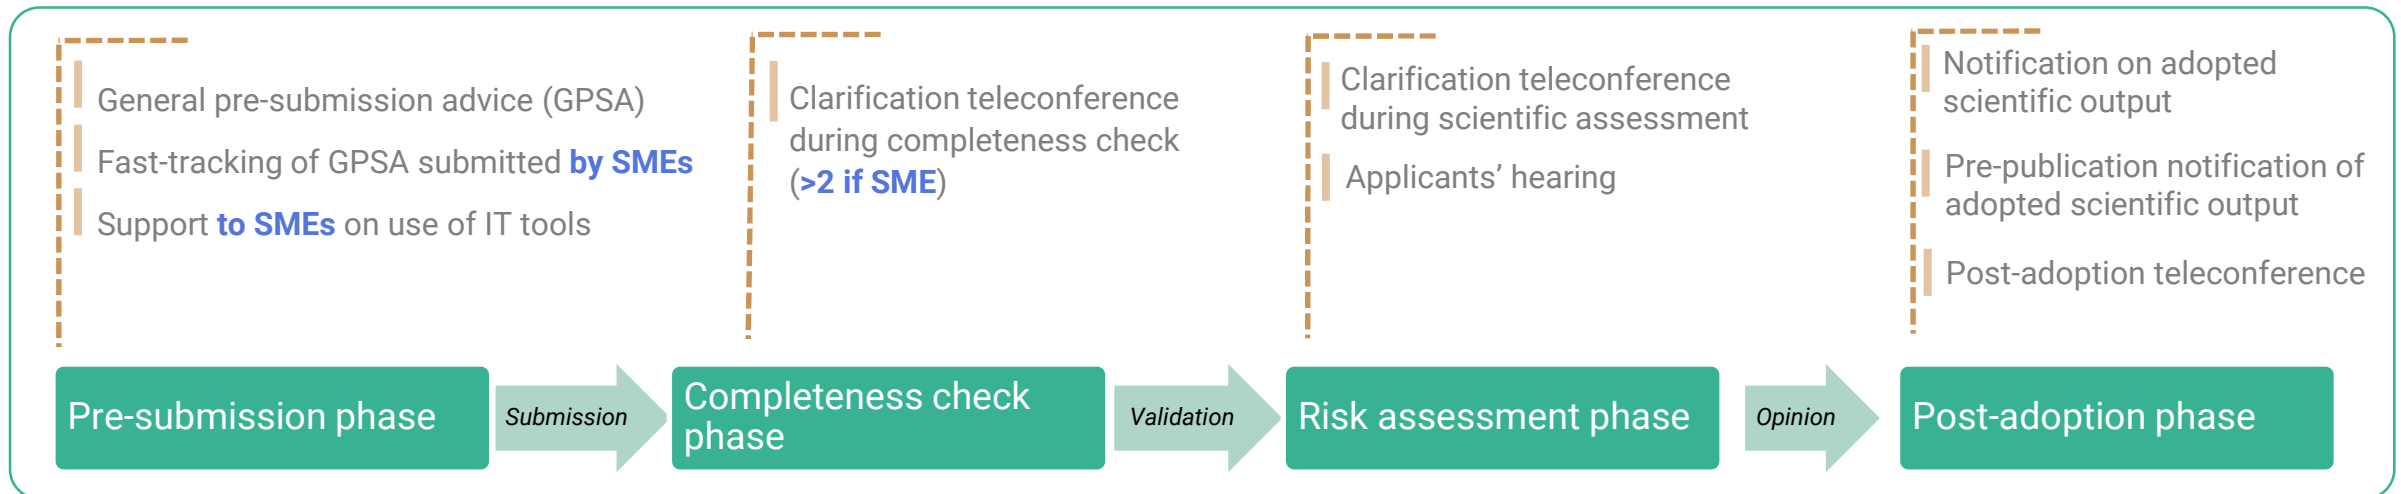 General pre-submission advice (GPSA)
Fast-tracking of GPSA submitted by SMEs
Support to SMEs on use of IT tools
Clarification teleconference
during completeness check
(>2 if SME)
Clarification teleconference
during scientific assessment
Applicants’ hearing
Notification on adopted
scientific output
Pre-publication notification of
adopted scientific output
Post-adoption teleconference
Pre-submission phase
Submission
Completeness check
phase
Validation
Risk assessment phase
Opinion
Post-adoption phase